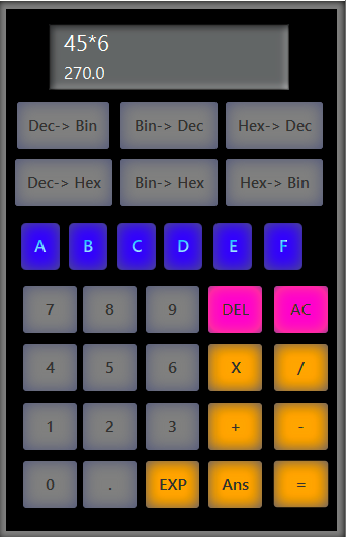 45*6
270.0
Dec-> Bin Bin-> Dec Hex-> Dec
Dec-> Hex Bin-> Hex Hex-> Bin
A B C D E F
7 8 9 DEL AC
4 5 6 X /
1 2 3 + -
0 . EXP Ans =